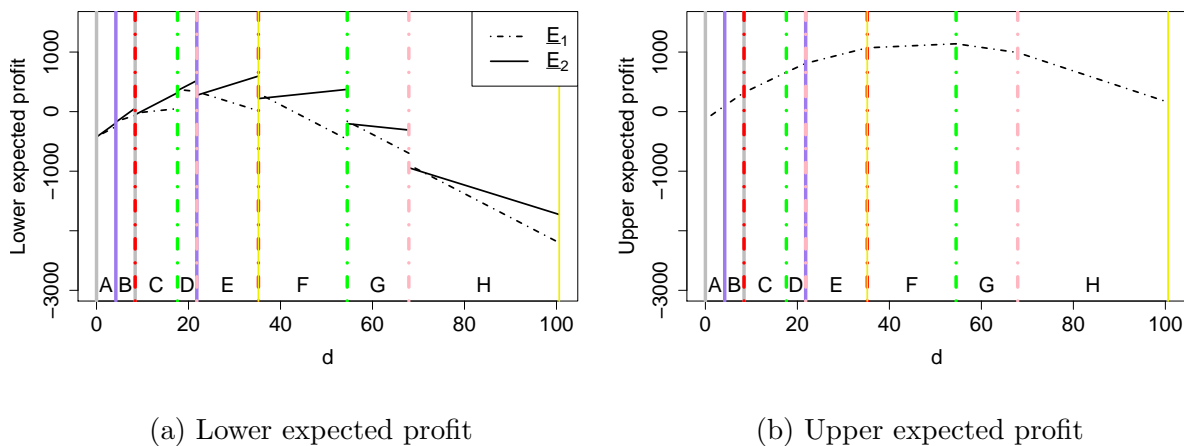 Lower expected profit
1000
0
−1000
−3000
A B C D E F G H
0 20 40 60 80 100
d
E1
E2
Upper expected profit
1000
0
−1000
−3000
A B C D E F G H
0 20 40 60 80 100
d
(a) Lower expected profit
(b) Upper expected profit